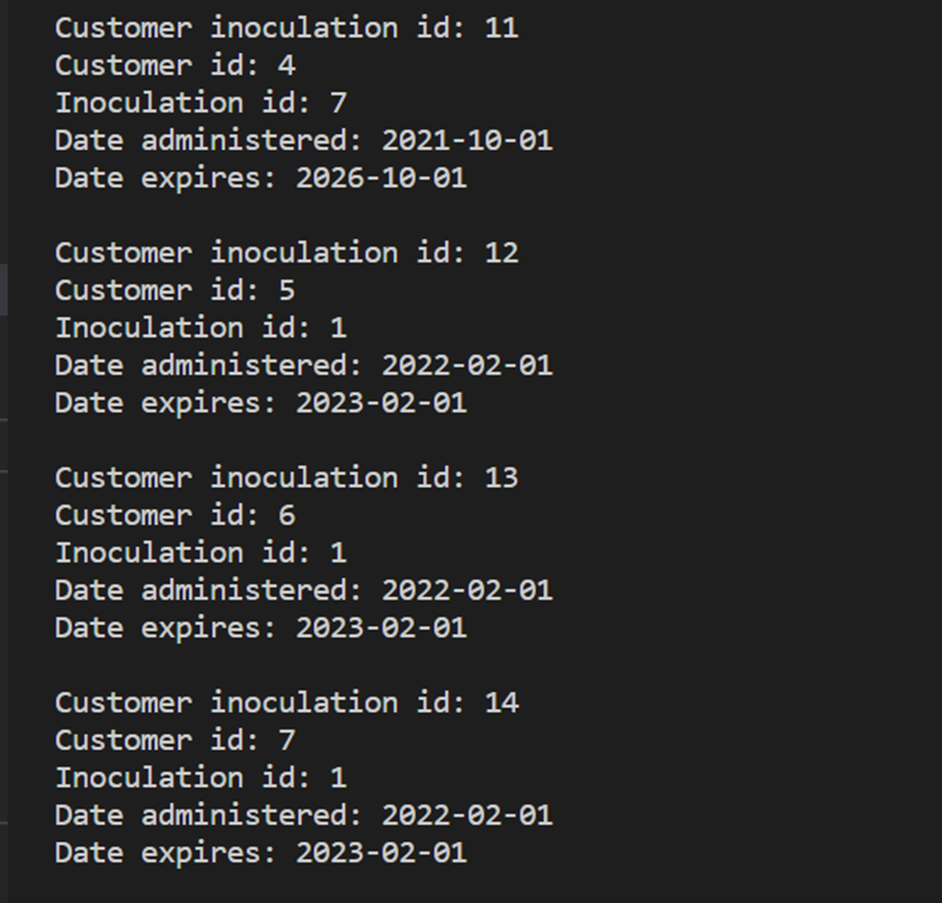 Customer inoculation id: 11
Customer id: 4
Inoculation id: 7
Date administered: 2021-10-01
Date expires: 2026-10-01

Customer inoculation id: 12
Customer id: 5
Inoculation id: 1
Date administered: 2022-02-01
Date expires: 2023-02-01

Customer inoculation id: 13
Customer id: 6
Inoculation id: 1
Date administered: 2022-02-01
Date expires: 2023-02-01

Customer inoculation id: 14
Customer id: 7
Inoculation id: 1
Date administered: 2022-02-01
Date expires: 2023-02-01